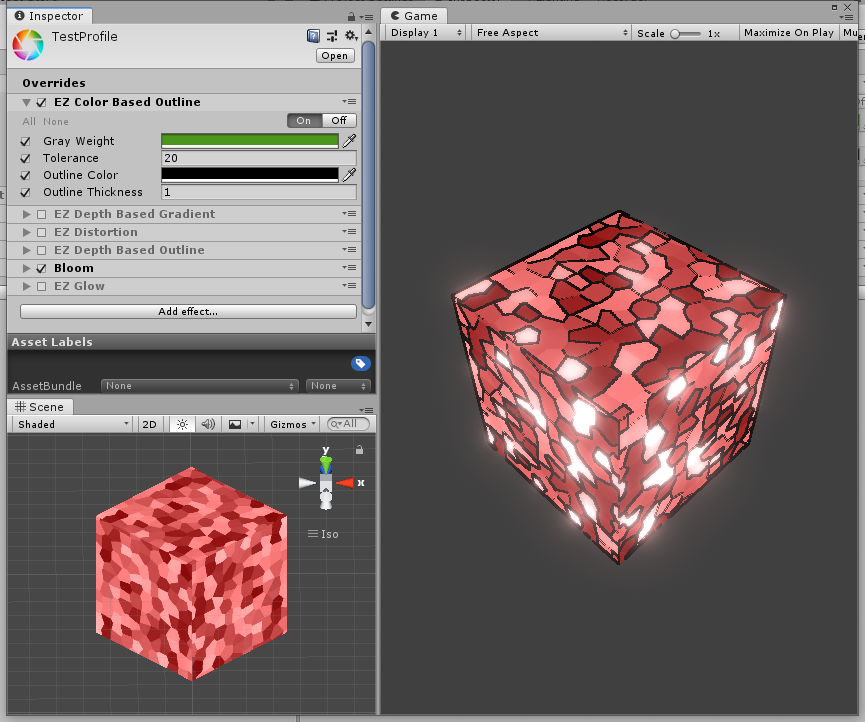 Inspector
TestProfile
Open
Overrides
EZ Color Based Outline
All None
On Off
Gray Weight
Tolerance 20
Outline Color
Outline Thickness 1
EZ Depth Based Gradient
EZ Distortion
EZ Depth Based Outline
Bloom
EZ Glow
Add effect...
Asset Labels
AssetBundle None None
Scene
Shaded 2D Gizmos All
y
x
Iso
Game
Display 1 Free Aspect Scale 1x Maximize On Play Mu